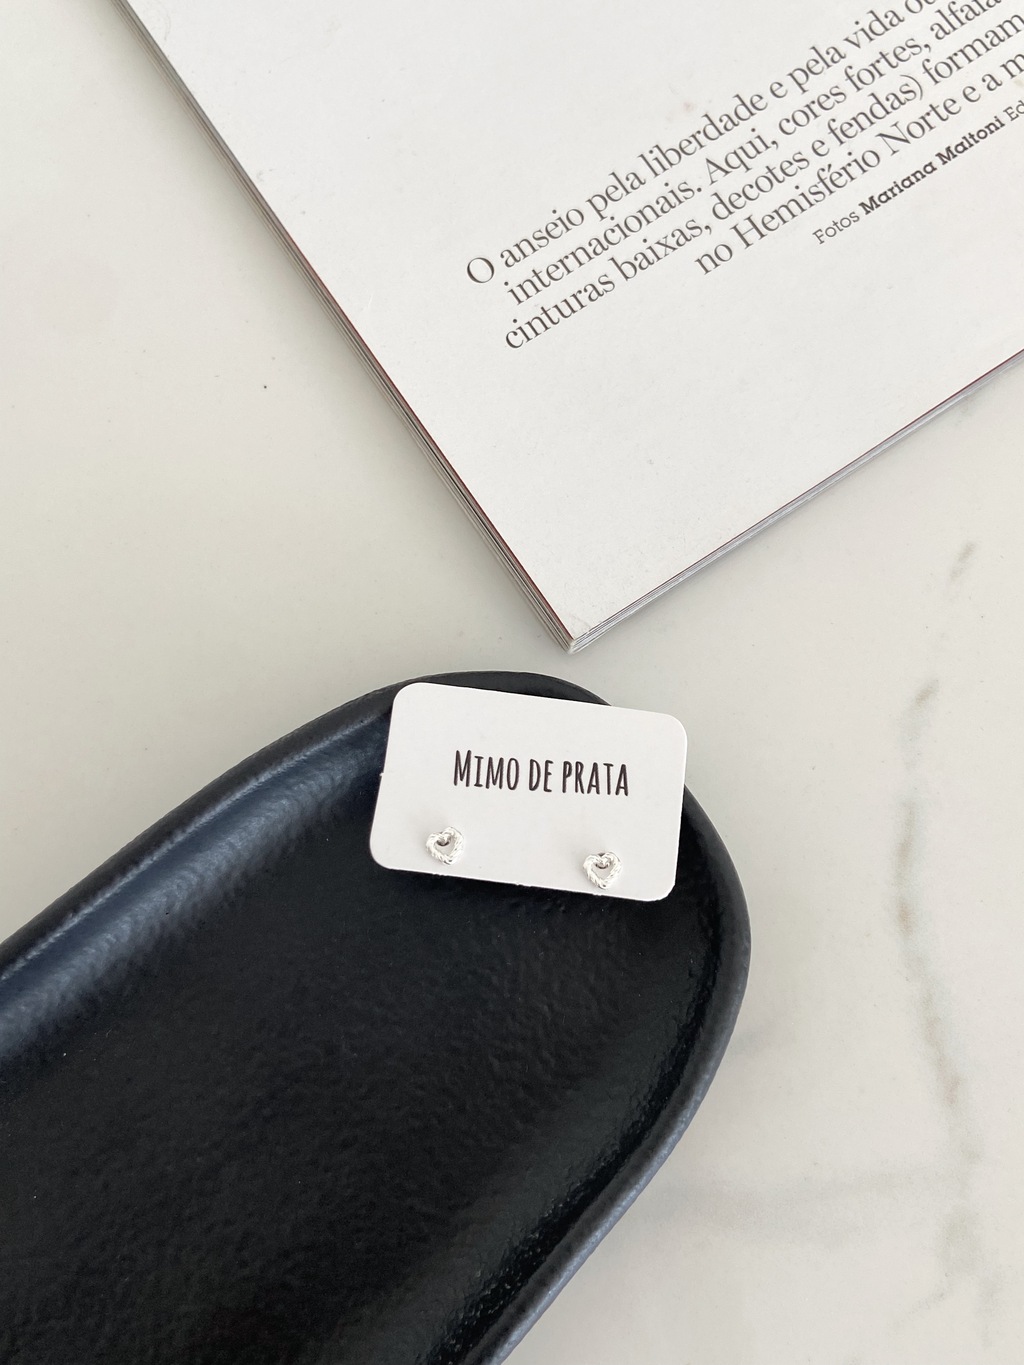 O anseio pela liberdade e pela vida
internacionais. Aqui, cores fortes,
cinturas baixas, decotes e fendas) formam
no Hemisfério Norte e a
Fotos Mariana Maltoni
MIMO DE PRATA